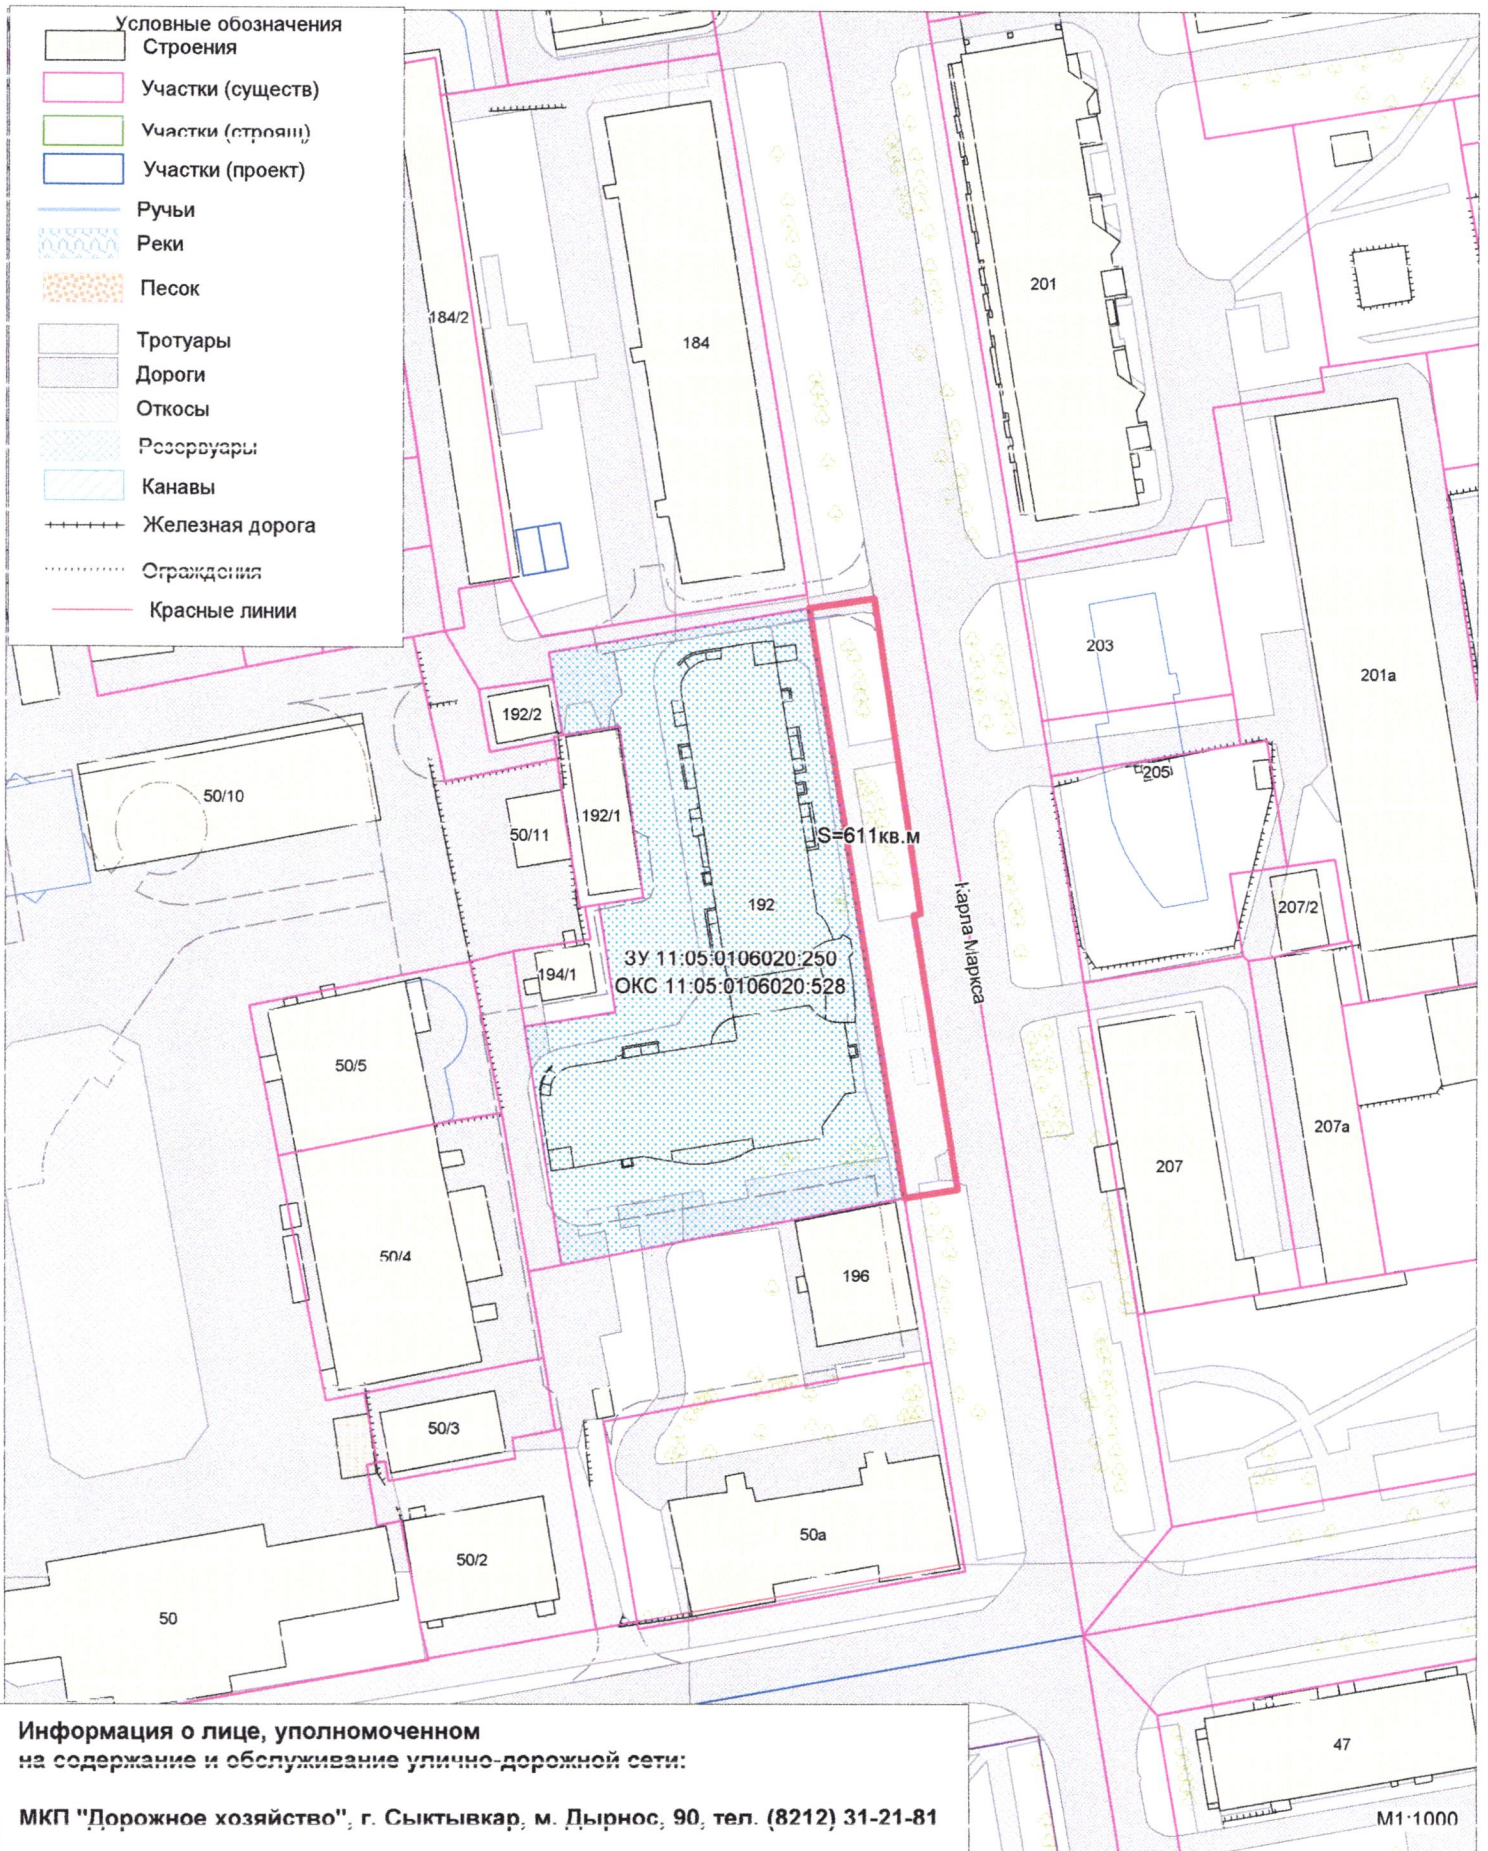 Условные обозначения
Строения
Участки (существ)
Участки (строящ)
Участки (проект)
Ручьи
Реки
Песок
Тротуары
Дороги
Откосы
Резервуары
Канавы
Железная дорога
Ограждения
Красные линии
184/2
184
201
203
201а
192/2
50/10
50/11
192/1
205
S=611кв.м
192
207/2
Карла Маркса
ЗУ 11:05:0106020:250
194/1
ОКС 11:05:0106020:528
50/5
207а
207
50/4
196
50/3
50а
50/2
50
47
Информация о лице, уполномоченном
на содержание и обслуживание улично-дорожной сети:
МКП "Дорожное хозяйство", г. Сыктывкар, м. Дырнос, 90, тел. (8212) 31-21-81
М1:1000